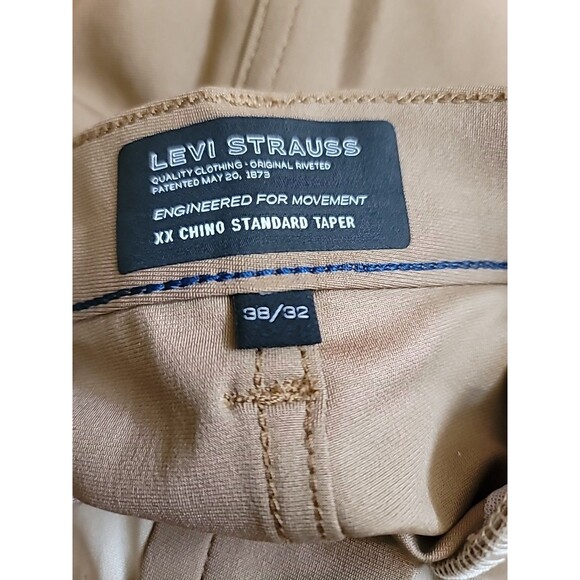 LEVI STRAUSS
QUALITY CLOTHING - ORIGINAL RIVETED
PATENTED MAY 20, 1873
ENGINEERED FOR MOVEMENT
XX CHINO STANDARD TAPER
38/32